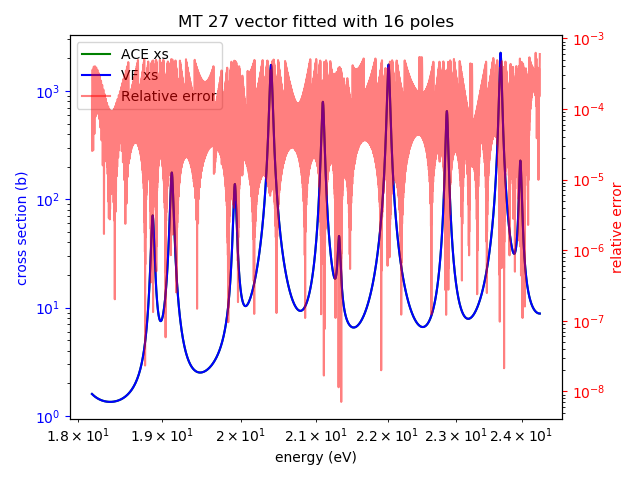 MT 27 vector fitted with 16 poles
ACE xs
VF xs
Relative error
cross section (b)
10³
10²
10¹
10⁰
relative error
10⁻³
10⁻⁴
10⁻⁵
10⁻⁶
10⁻⁷
10⁻⁸
1.8 × 10¹ 1.9 × 10¹ 2 × 10¹ 2.1 × 10¹ 2.2 × 10¹ 2.3 × 10¹ 2.4 × 10¹
energy (eV)